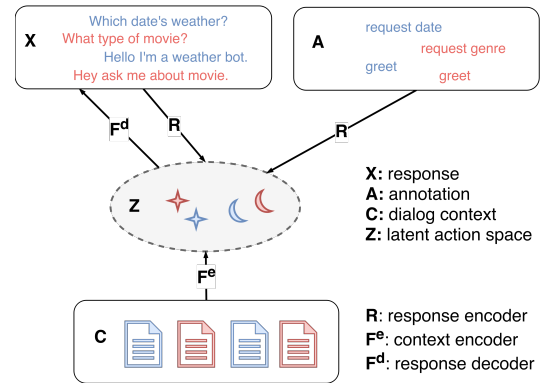 X
Which date's weather?
What type of movie?
Hello I'm a weather bot.
Hey ask me about movie.
A
request date
request genre
greet
greet
F^d
R
R
Z
X: response
A: annotation
C: dialog context
Z: latent action space
F^e
C
R: response encoder
F^e: context encoder
F^d: response decoder